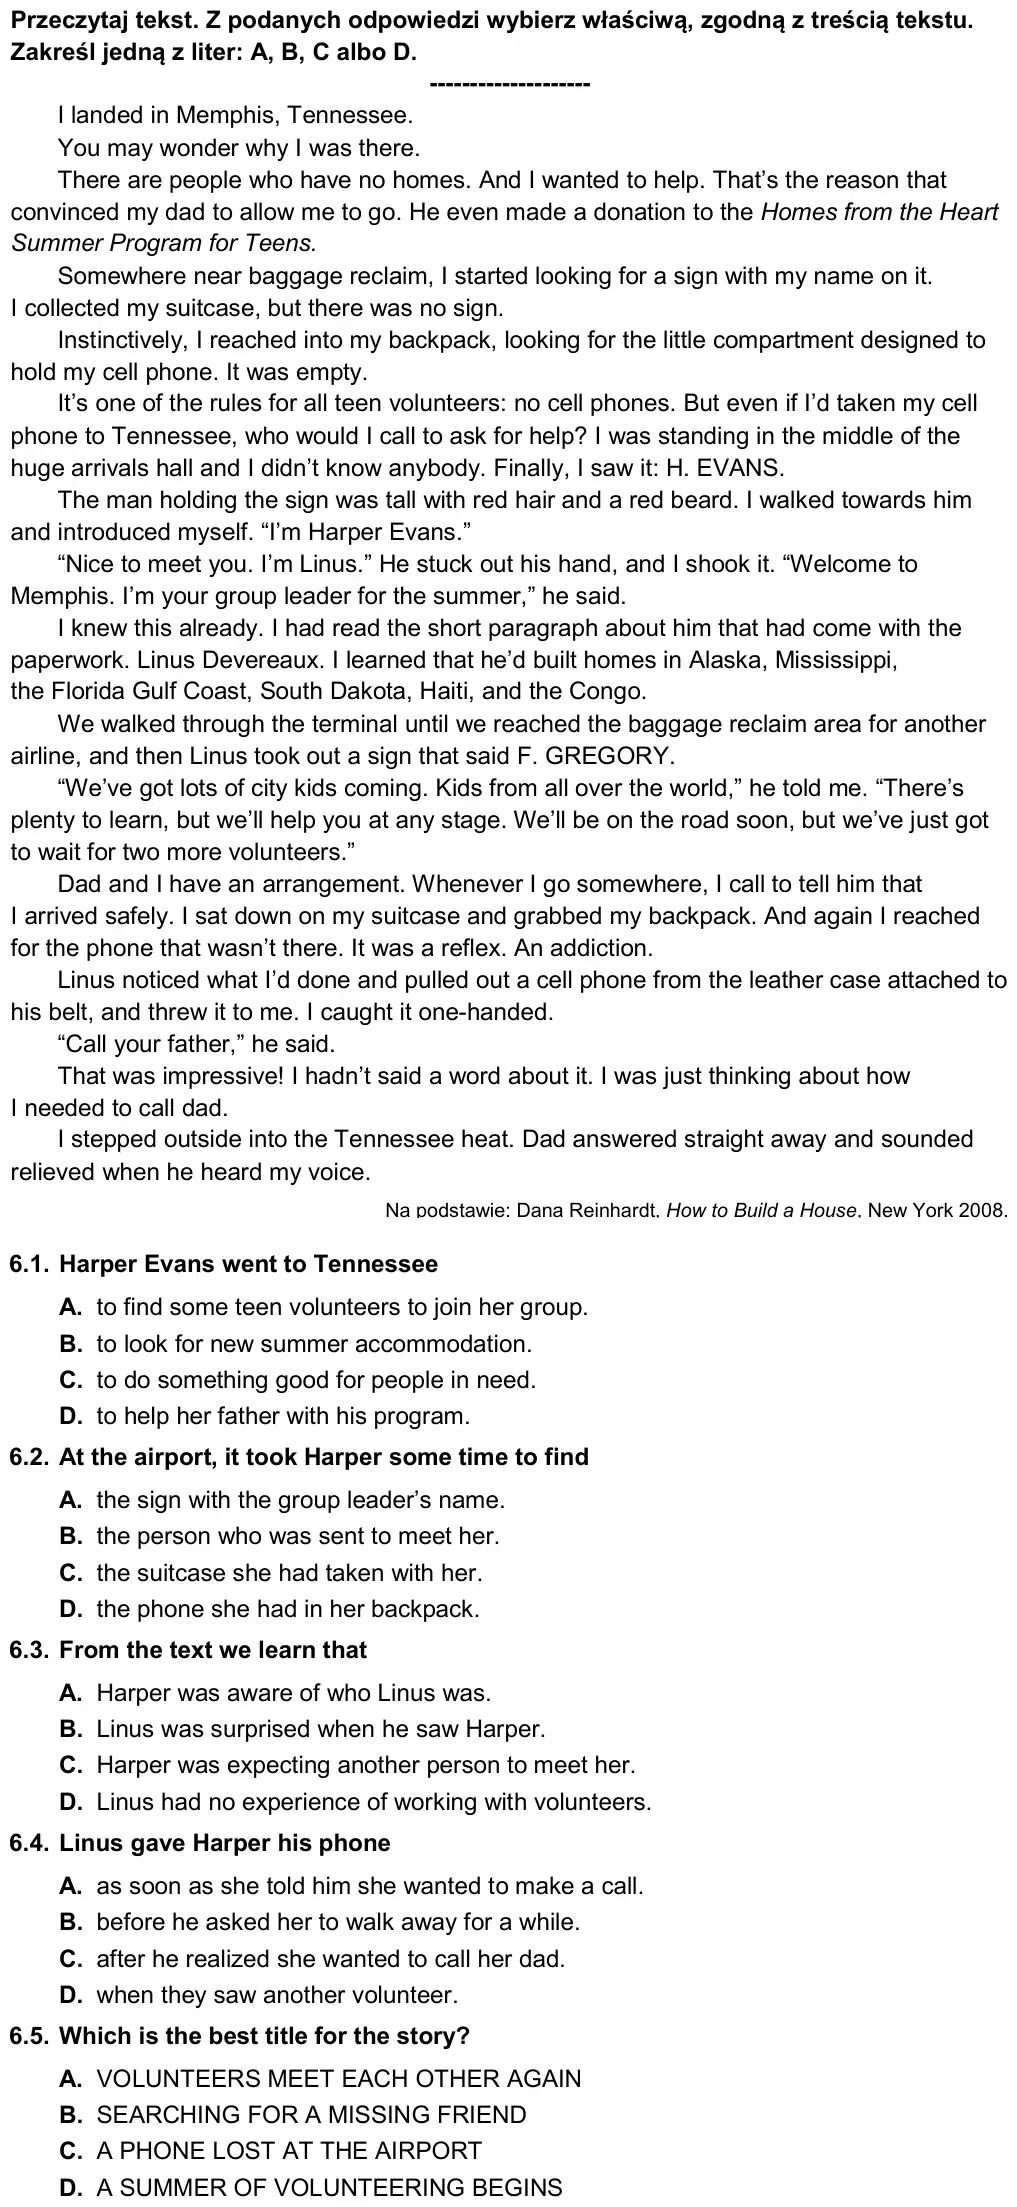 Przeczytaj tekst. Z podanych odpowiedzi wybierz właściwą, zgodną z treścią tekstu.
Zakreśl jedną z liter: A, B, C albo D.
--------------------
I landed in Memphis, Tennessee.
You may wonder why I was there.
There are people who have no homes. And I wanted to help. That’s the reason that
convinced my dad to allow me to go. He even made a donation to the Homes from the Heart
Summer Program for Teens.
Somewhere near baggage reclaim, I started looking for a sign with my name on it.
I collected my suitcase, but there was no sign.
Instinctively, I reached into my backpack, looking for the little compartment designed to
hold my cell phone. It was empty.
It’s one of the rules for all teen volunteers: no cell phones. But even if I’d taken my cell
phone to Tennessee, who would I call to ask for help? I was standing in the middle of the
huge arrivals hall and I didn’t know anybody. Finally, I saw it: H. EVANS.
The man holding the sign was tall with red hair and a red beard. I walked towards him
and introduced myself. “I’m Harper Evans.”
“Nice to meet you. I’m Linus.” He stuck out his hand, and I shook it. “Welcome to
Memphis. I’m your group leader for the summer,” he said.
I knew this already. I had read the short paragraph about him that had come with the
paperwork. Linus Devereaux. I learned that he’d built homes in Alaska, Mississippi,
the Florida Gulf Coast, South Dakota, Haiti, and the Congo.
We walked through the terminal until we reached the baggage reclaim area for another
airline, and then Linus took out a sign that said F. GREGORY.
“We’ve got lots of city kids coming. Kids from all over the world,” he told me. “There’s
plenty to learn, but we’ll help you at any stage. We’ll be on the road soon, but we’ve just got
to wait for two more volunteers.”
Dad and I have an arrangement. Whenever I go somewhere, I call to tell him that
I arrived safely. I sat down on my suitcase and grabbed my backpack. And again I reached
for the phone that wasn’t there. It was a reflex. An addiction.
Linus noticed what I’d done and pulled out a cell phone from the leather case attached to
his belt, and threw it to me. I caught it one-handed.
“Call your father,” he said.
That was impressive! I hadn’t said a word about it. I was just thinking about how
I needed to call dad.
I stepped outside into the Tennessee heat. Dad answered straight away and sounded
relieved when he heard my voice.
Na podstawie: Dana Reinhardt, How to Build a House, New York 2008.
6.1. Harper Evans went to Tennessee
A. to find some teen volunteers to join her group.
B. to look for new summer accommodation.
C. to do something good for people in need.
D. to help her father with his program.
6.2. At the airport, it took Harper some time to find
A. the sign with the group leader’s name.
B. the person who was sent to meet her.
C. the suitcase she had taken with her.
D. the phone she had in her backpack.
6.3. From the text we learn that
A. Harper was aware of who Linus was.
B. Linus was surprised when he saw Harper.
C. Harper was expecting another person to meet her.
D. Linus had no experience of working with volunteers.
6.4. Linus gave Harper his phone
A. as soon as she told him she wanted to make a call.
B. before he asked her to walk away for a while.
C. after he realized she wanted to call her dad.
D. when they saw another volunteer.
6.5. Which is the best title for the story?
A. VOLUNTEERS MEET EACH OTHER AGAIN
B. SEARCHING FOR A MISSING FRIEND
C. A PHONE LOST AT THE AIRPORT
D. A SUMMER OF VOLUNTEERING BEGINS